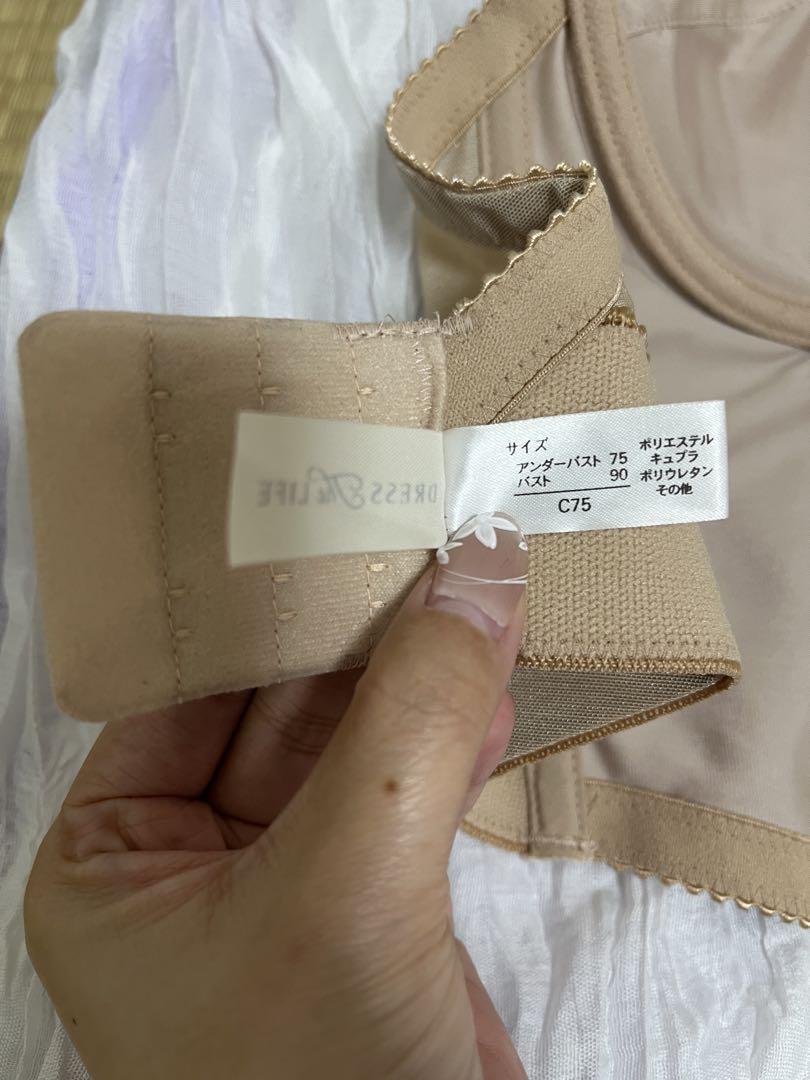 DRESS The LIFE
サイズ
アンダーバスト 75
バスト 90
C75
ポリエステル
キュプラ
ポリウレタン
その他